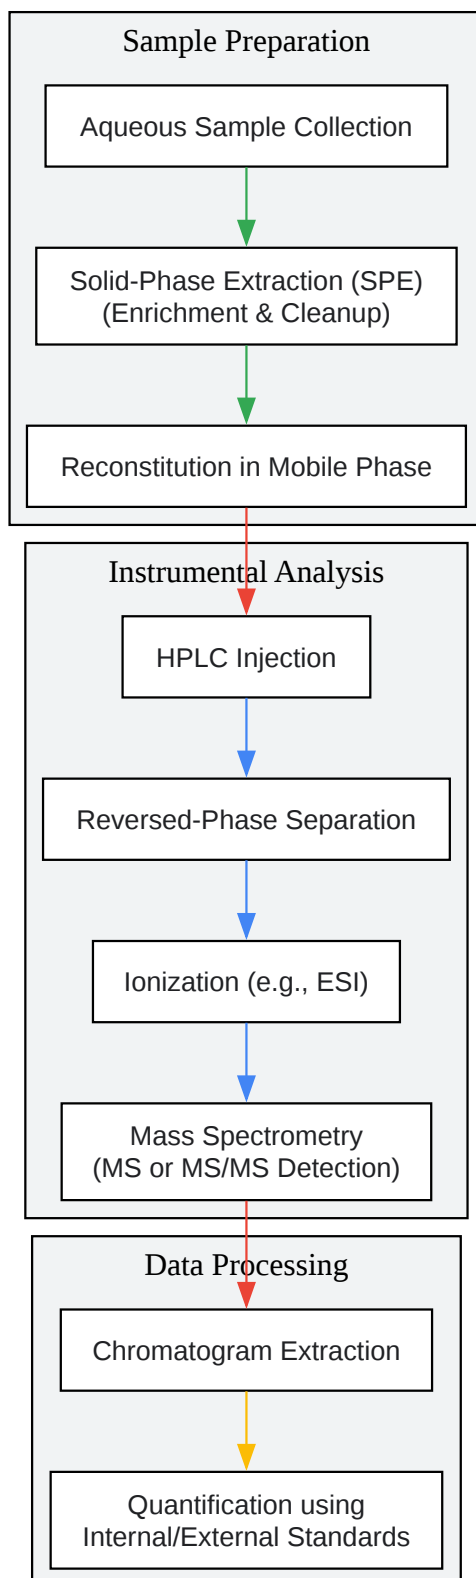 Sample Preparation
Aqueous Sample Collection
Solid-Phase Extraction (SPE)
(Enrichment & Cleanup)
Reconstitution in Mobile Phase
Instrumental Analysis
HPLC Injection
Reversed-Phase Separation
Ionization (e.g., ESI)
Mass Spectrometry
(MS or MS/MS Detection)
Data Processing
Chromatogram Extraction
Quantification using
Internal/External Standards